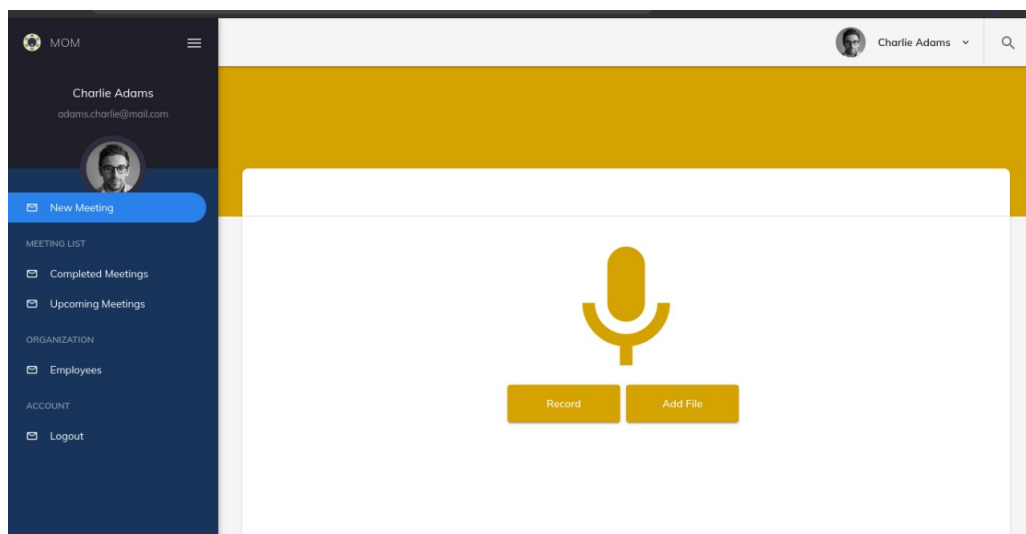 MOM
Charlie Adams
adams.charlie@mail.com
New Meeting
MEETING LIST
Completed Meetings
Upcoming Meetings
ORGANIZATION
Employees
ACCOUNT
Logout
Charlie Adams
Record
Add File